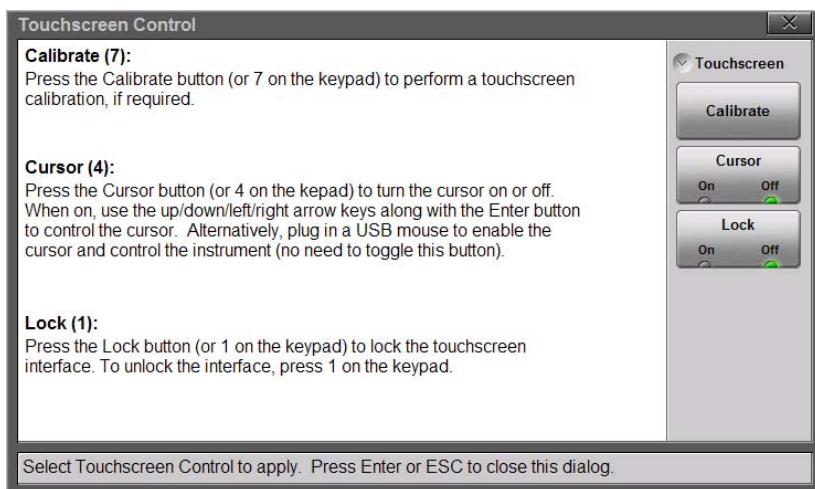 Touchscreen Control
Calibrate (7):
Press the Calibrate button (or 7 on the keypad) to perform a touchscreen
calibration, if required.
Cursor (4):
Press the Cursor button (or 4 on the kepad) to turn the cursor on or off.
When on, use the up/down/left/right arrow keys along with the Enter button
to control the cursor.  Alternatively, plug in a USB mouse to enable the
cursor and control the instrument (no need to toggle this button).
Lock (1):
Press the Lock button (or 1 on the keypad) to lock the touchscreen
interface. To unlock the interface, press 1 on the keypad.
Touchscreen
Calibrate
Cursor
On Off
Lock
On Off
Select Touchscreen Control to apply.  Press Enter or ESC to close this dialog.